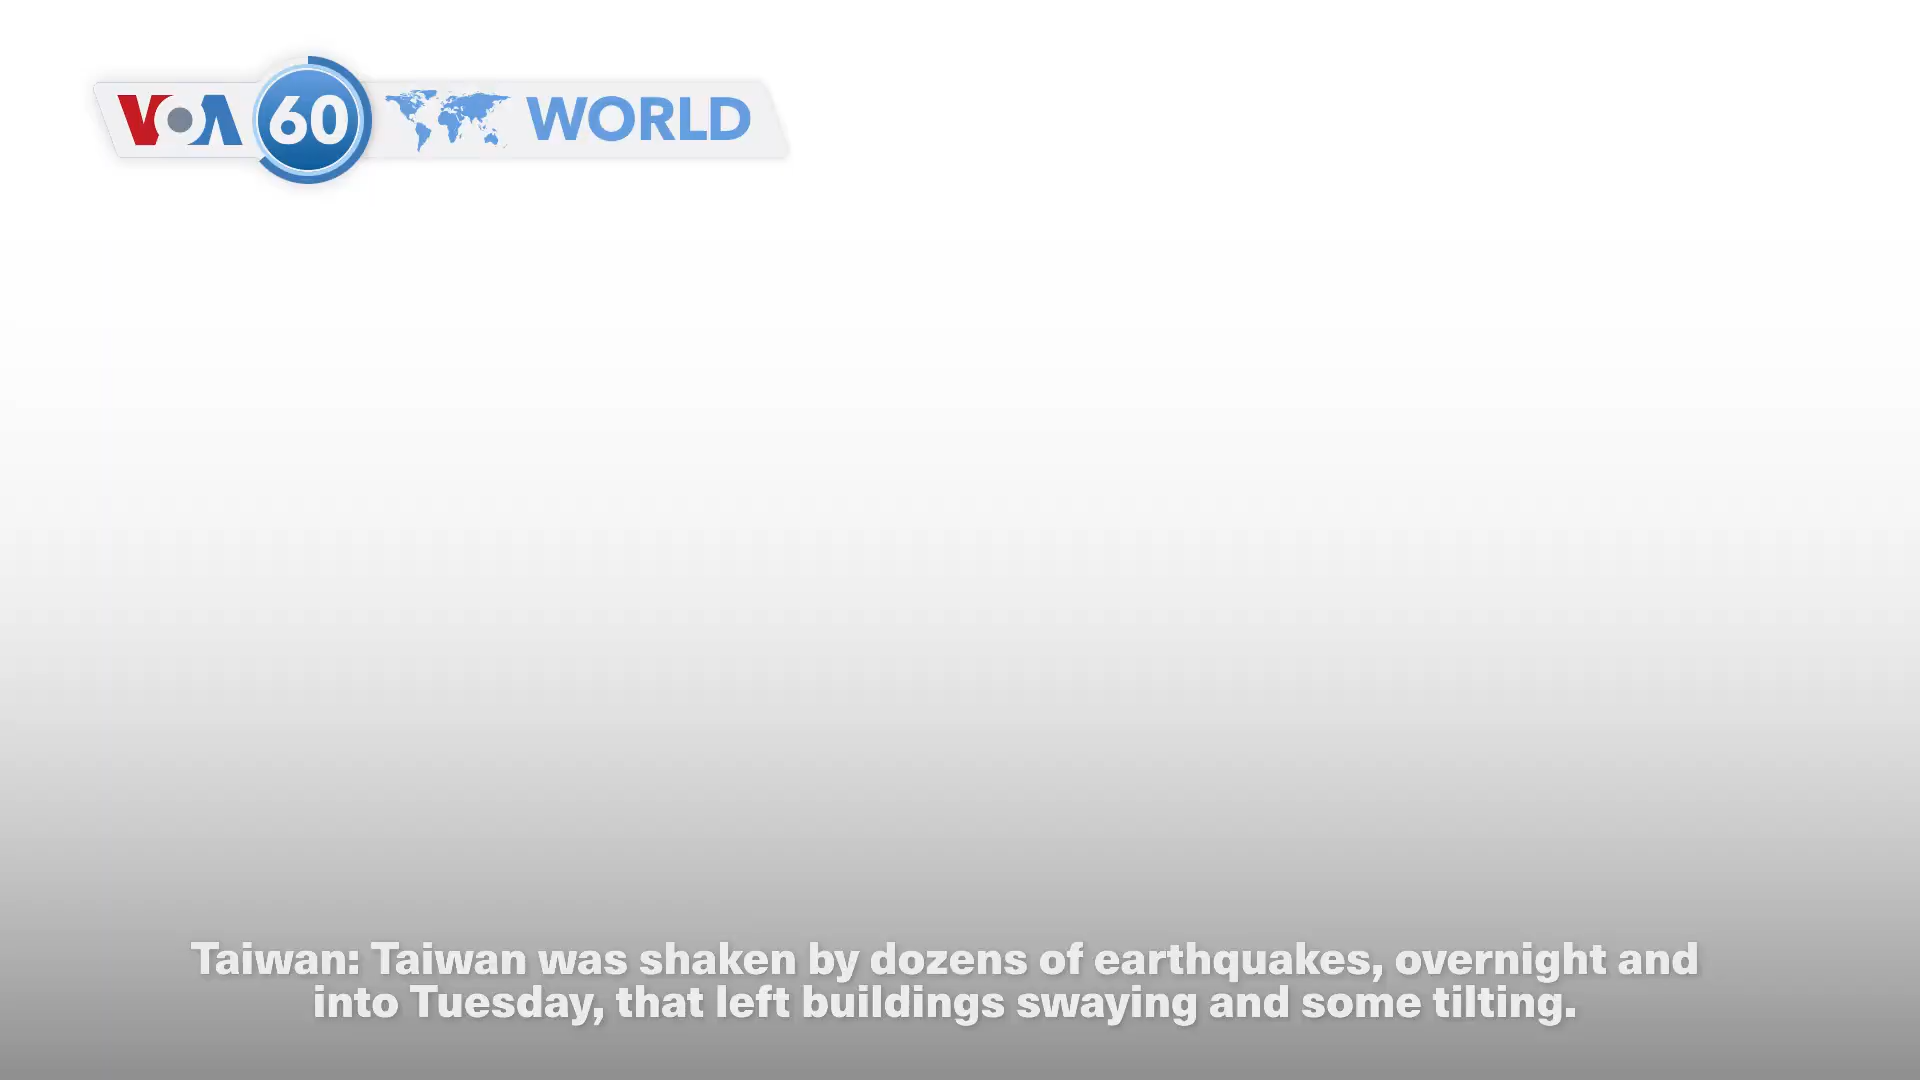 VOA 60 WORLD
Taiwan: Taiwan was shaken by dozens of earthquakes, overnight and
into Tuesday, that left buildings swaying and some tilting.